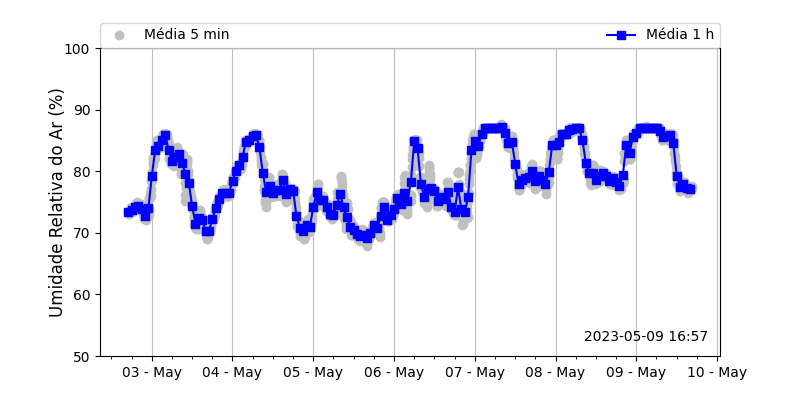 Média 5 min
Média 1 h
Umidade Relativa do Ar (%)
100
90
80
70
60
50
2023-05-09 16:57
03 - May
04 - May
05 - May
06 - May
07 - May
08 - May
09 - May
10 - May